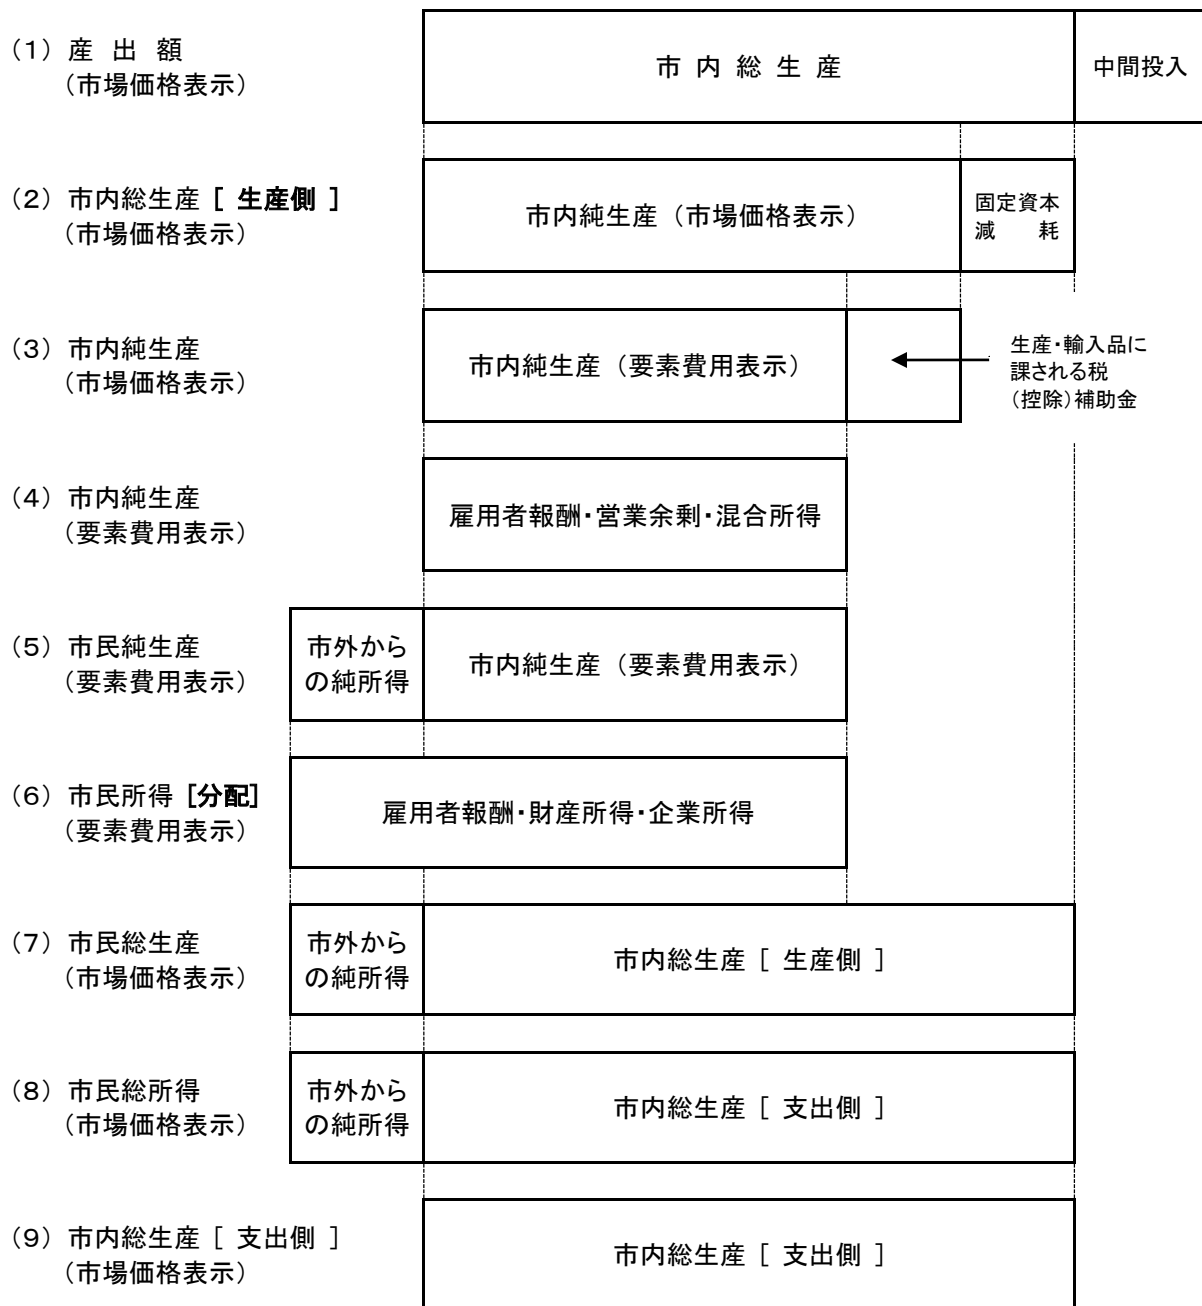 （１）産 出 額
（市場価格表示）
市 内 総 生 産
中間投入
（２）市内総生産［ 生産側 ］
（市場価格表示）
市内純生産（市場価格表示）
固定資本
減 耗
（３）市内純生産
（市場価格表示）
市内純生産（要素費用表示）
生産・輸入品に
課される税
（控除）補助金
（４）市内純生産
（要素費用表示）
雇用者報酬・営業余剰・混合所得
（５）市民純生産
（要素費用表示）
市外から
の純所得
市内純生産（要素費用表示）
（６）市民所得［分配］
（要素費用表示）
雇用者報酬・財産所得・企業所得
（７）市民総生産
（市場価格表示）
市外から
の純所得
市内総生産［ 生産側 ］
（８）市民総所得
（市場価格表示）
市外から
の純所得
市内総生産［ 支出側 ］
（９）市内総生産［ 支出側 ］
（市場価格表示）
市内総生産［ 支出側 ］